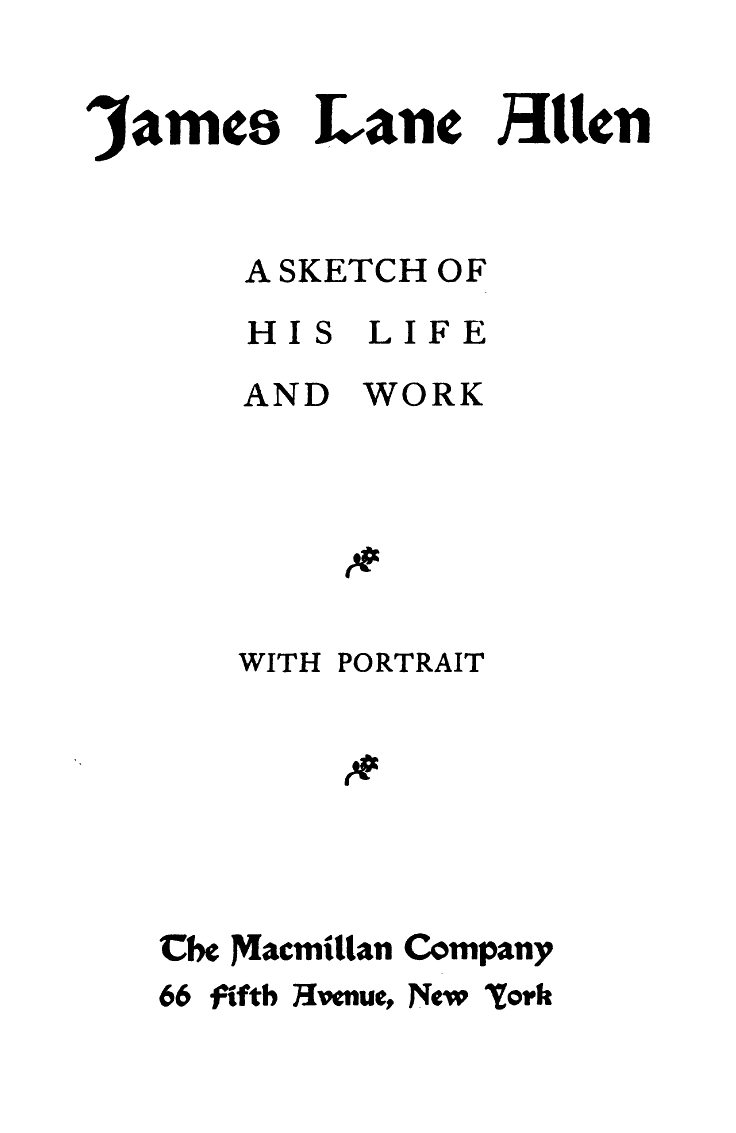 James Lane Allen
A SKETCH OF
HIS LIFE
AND WORK
WITH PORTRAIT
The Macmillan Company
66 Fifth Avenue, New York